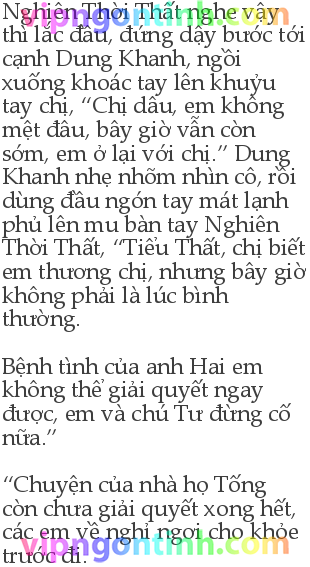 vipngontinh.com
Nghiên Thời Thất nghe vậy
thì lắc đầu, đứng dậy bước tới
cạnh Dung Khanh, ngồi
xuống khoác tay lên khuỷu
tay chị, “Chị dâu, em không
mệt đâu, bây giờ vẫn còn
sớm, em ở lại với chị.” Dung
Khanh nhẹ nhõm nhìn cô, rồi
dùng đầu ngón tay mát lạnh
phủ lên mu bàn tay Nghiên
Thời Thất, “Tiểu Thất, chị biết
em thương chị, nhưng bây giờ
không phải là lúc bình
thường.
Bệnh tình của anh Hai em
không thể giải quyết ngay
được, em và chú Tư đừng cố
nữa.”
“Chuyện của nhà họ Tống
còn chưa giải quyết xong hết,
các em về nghỉ ngơi cho khỏe
trước đi.
vipngontinh.com